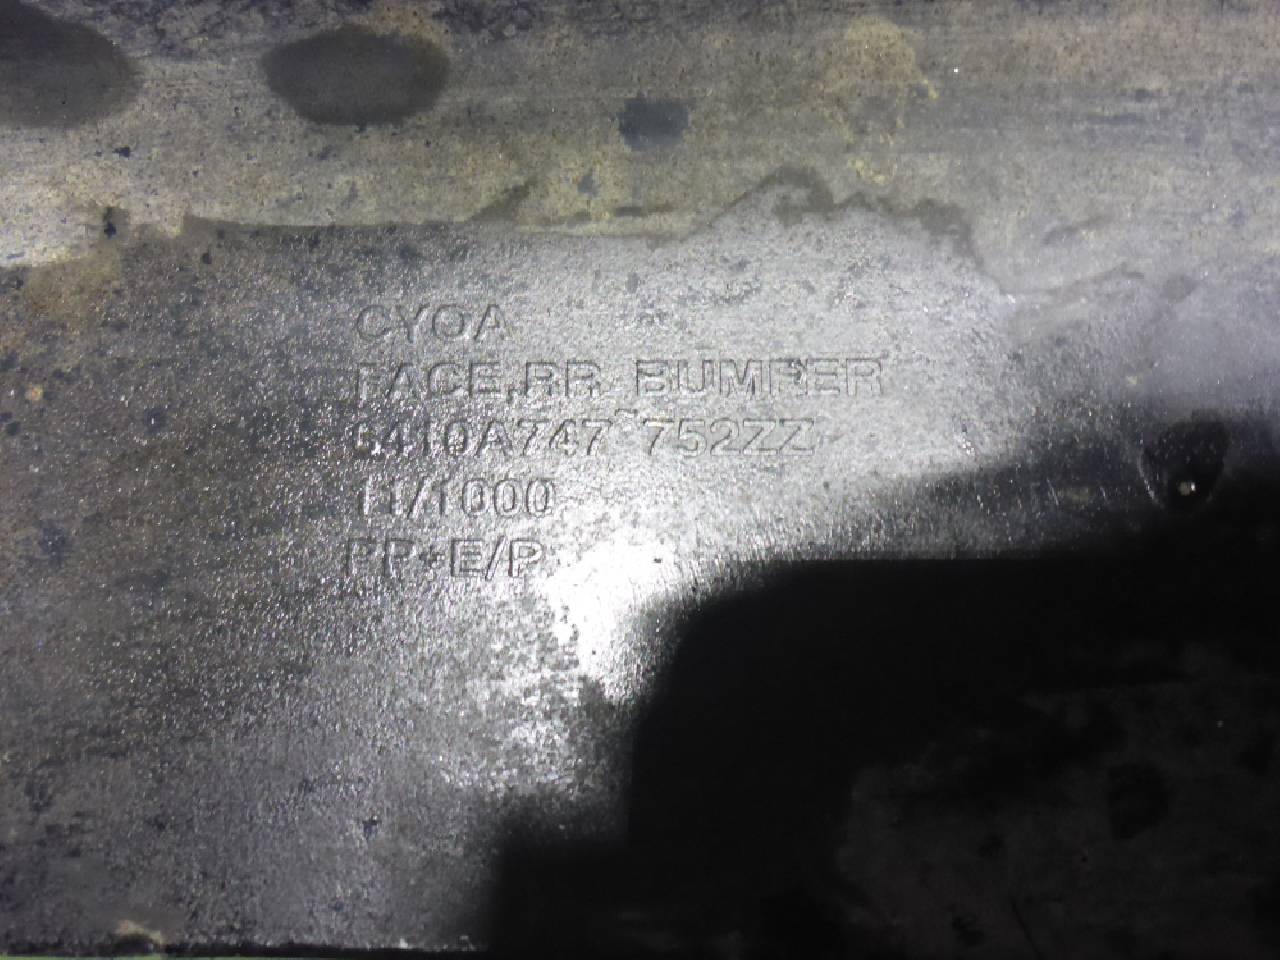 CYOA
FACE,RR BUMPER
6410A747 752ZZ
11/1000
PP+E/P